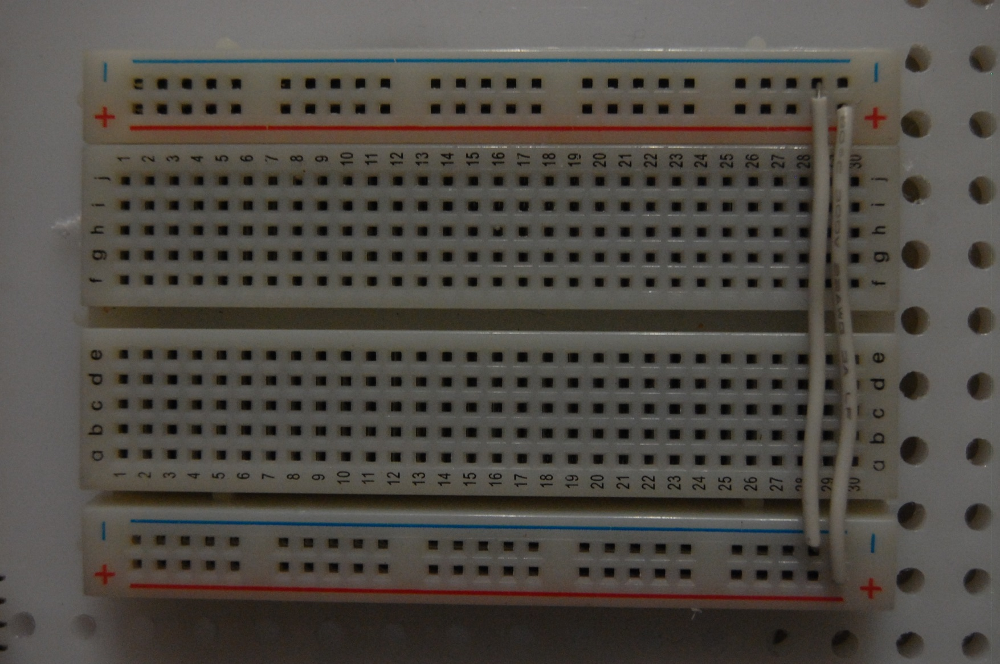 − −
+ +
1 2 3 4 5 6 7 8 9 10 11 12 13 14 15 16 17 18 19 20 21 22 23 24 25 26 27 28 30
j j
i i
h h
g g
f f
e e
d d
c c
b b
a a
1 2 3 4 5 6 7 8 9 10 11 12 13 14 15 16 17 18 19 20 21 22 23 24 25 26 27 28 29 30
− −
+ +